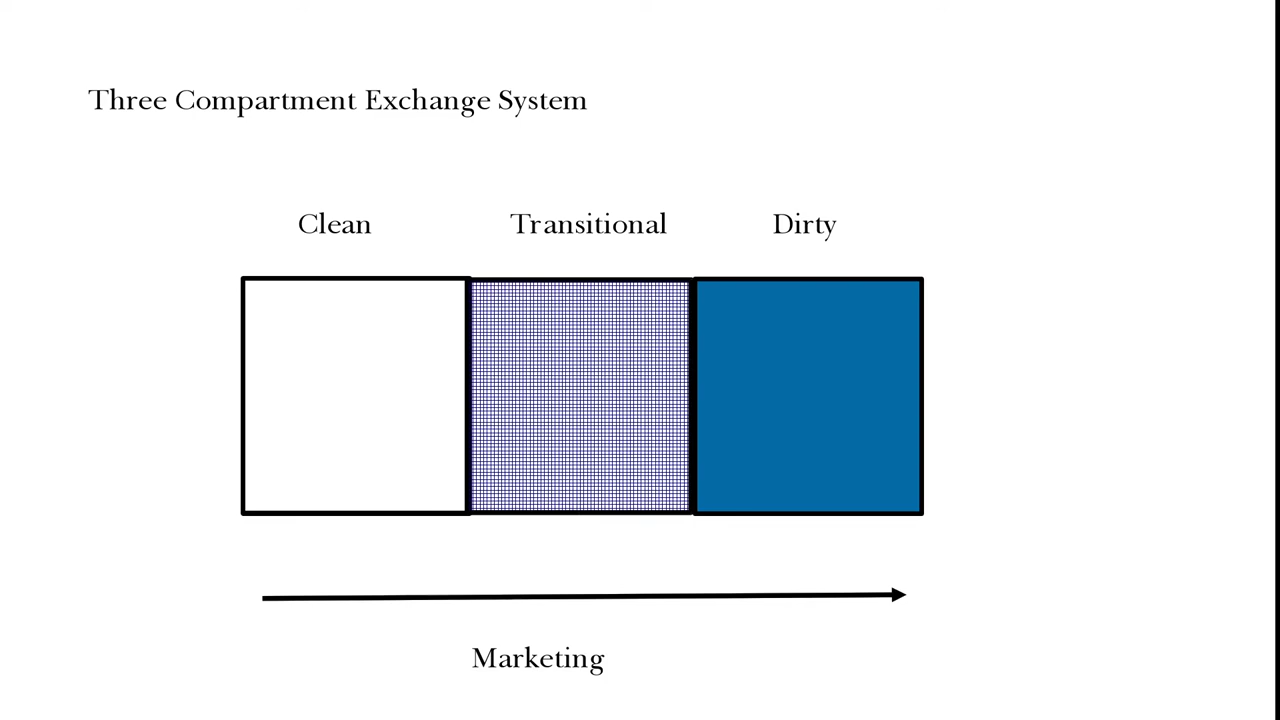 Three Compartment Exchange System
Clean Transitional Dirty
Marketing